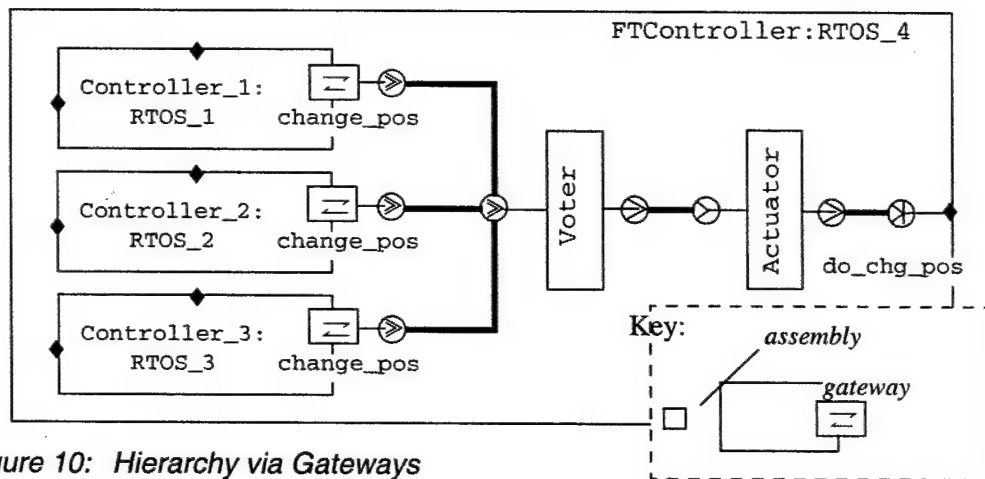 FTController:RTOS_4
Controller_1:
RTOS_1
change_pos
Controller_2:
RTOS_2
change_pos
Controller_3:
RTOS_3
change_pos
Voter
Actuator
do_chg_pos
Key:
assembly
gateway
gure 10: Hierarchy via Gateways